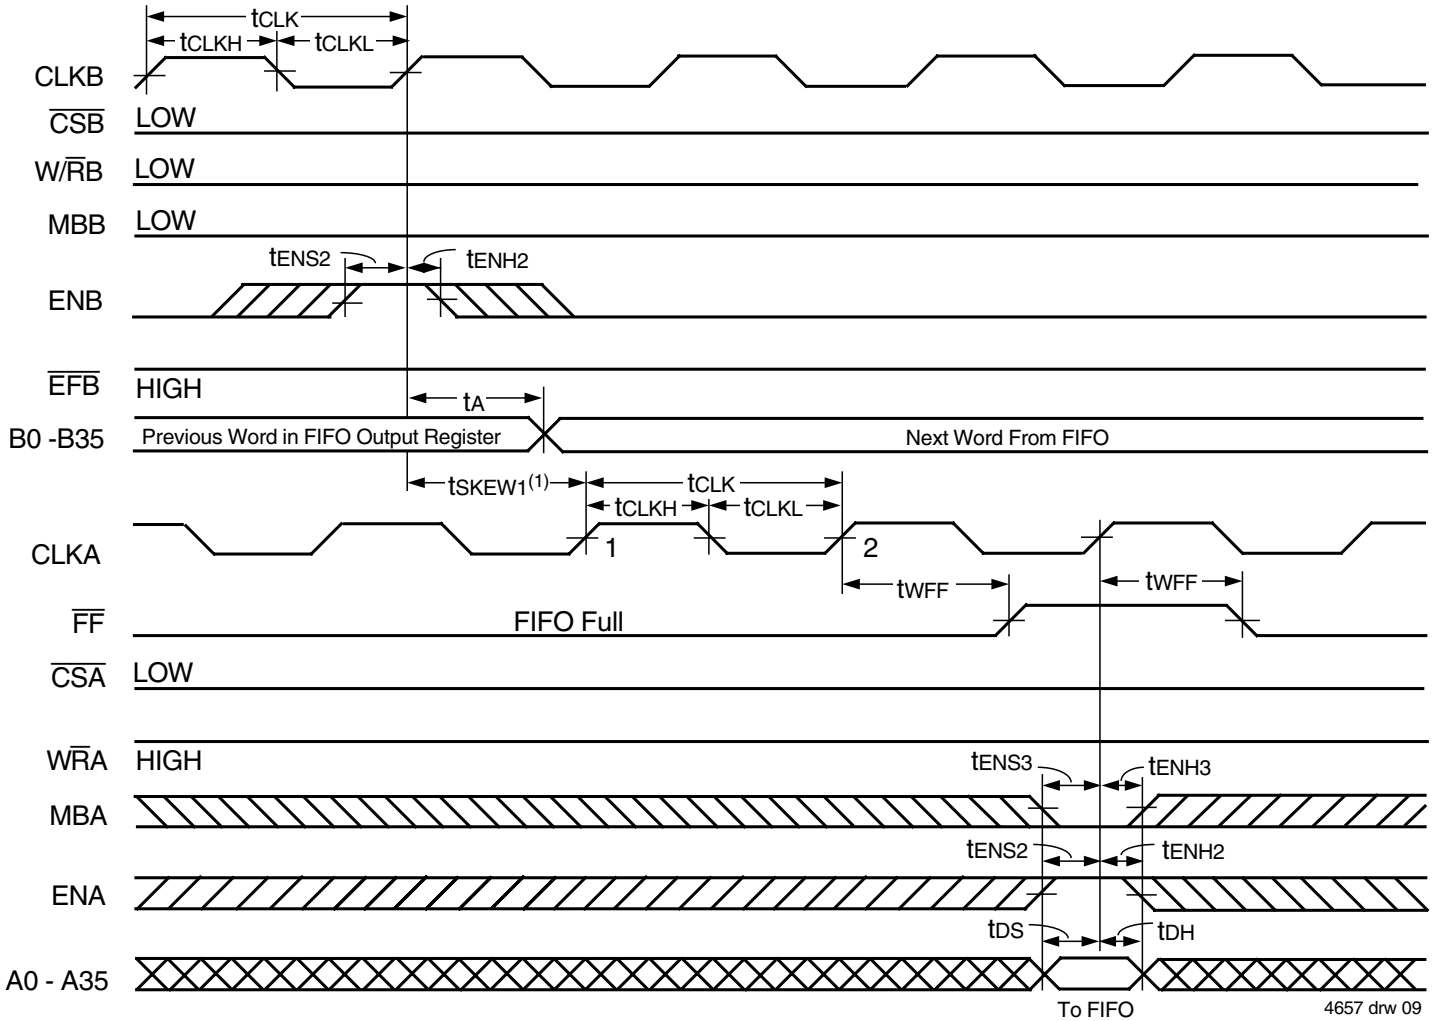 tCLK
tCLKH tCLKL
CLKB
CSB LOW
W/RB LOW
MBB LOW
tENS2 tENH2
ENB
EFB HIGH
tA
B0 -B35 Previous Word in FIFO Output Register Next Word From FIFO
tSKEW1(1) tCLK
tCLKH tCLKL
CLKA 1 2
tWFF tWFF
FF FIFO Full
CSA LOW
WRA HIGH
tENS3 tENH3
MBA
tENS2 tENH2
ENA
tDS tDH
A0 - A35
To FIFO 4657 drw 09